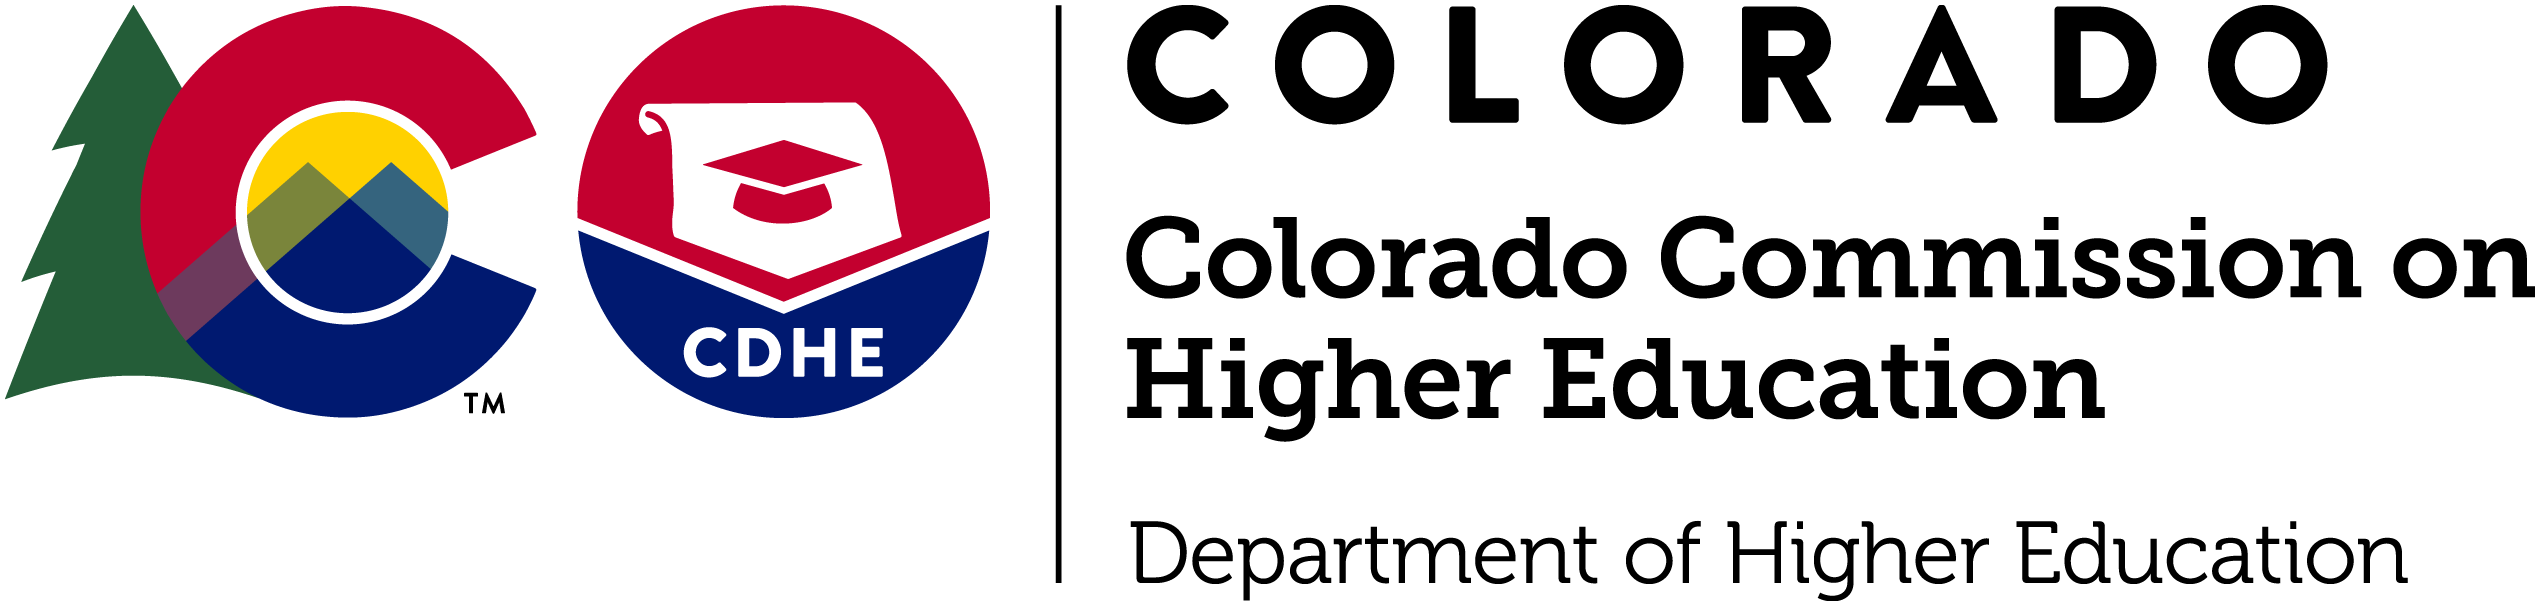 TM
CDHE
COLORADO
Colorado Commission on
Higher Education
Department of Higher Education